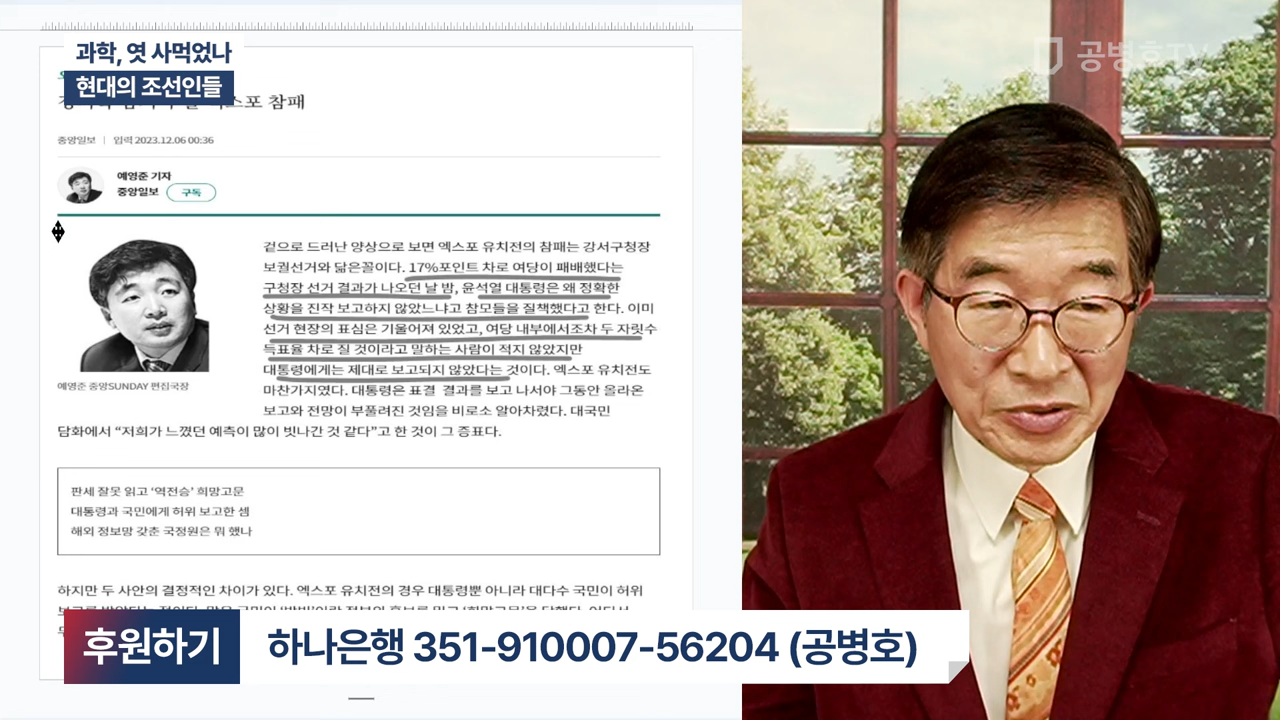 과학, 엿 사먹었나
현대의 조선인들
엑스포 참패
중앙일보 | 입력 2023.12.06 00:36
예영준 기자
중앙일보 구독
겉으로 드러난 양상으로 보면 엑스포 유치전의 참패는 강서구청장
보궐선거와 닮은꼴이다. 17%포인트 차로 여당이 패배했다는
구청장 선거 결과가 나오던 날 밤, 윤석열 대통령은 왜 정확한
상황을 진작 보고하지 않았느냐고 참모들을 질책했다고 한다. 이미
선거 현장의 표심은 기울어져 있었고, 여당 내부에서조차 두 자릿수
득표율 차로 질 것이라고 말하는 사람이 적지 않았지만
대통령에게는 제대로 보고되지 않았다는 것이다. 엑스포 유치전도
마찬가지였다. 대통령은 표결 결과를 보고 나서야 그동안 올라온
보고와 전망이 부풀려진 것임을 비로소 알아차렸다. 대국민
담화에서 “저희가 느꼈던 예측이 많이 빗나간 것 같다”고 한 것이 그 증표다.
예영준 중앙SUNDAY 편집국장
판세 잘못 읽고 ‘역전승’ 희망고문
대통령과 국민에게 허위 보고한 셈
해외 정보망 갖춘 국정원은 뭐 했나
하지만 두 사안의 결정적인 차이가 있다. 엑스포 유치전의 경우 대통령뿐 아니라 대다수 국민이 허위
후원하기
하나은행 351-910007-56204 (공병호)
공병호TV